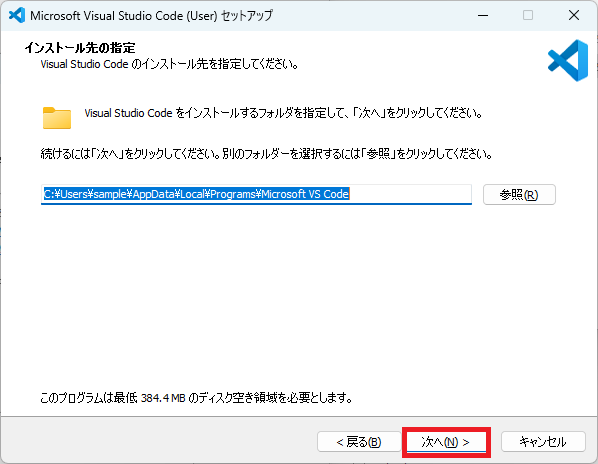 Microsoft Visual Studio Code (User) セットアップ
インストール先の指定
Visual Studio Code のインストール先を指定してください。
Visual Studio Code をインストールするフォルダを指定して、「次へ」をクリックしてください。
続けるには「次へ」をクリックしてください。別のフォルダーを選択するには「参照」をクリックしてください。
C:¥Users¥sample¥AppData¥Local¥Programs¥Microsoft VS Code
参照(R)
このプログラムは最低 384.4 MB のディスク空き領域を必要とします。
< 戻る(B)
次へ(N) >
キャンセル